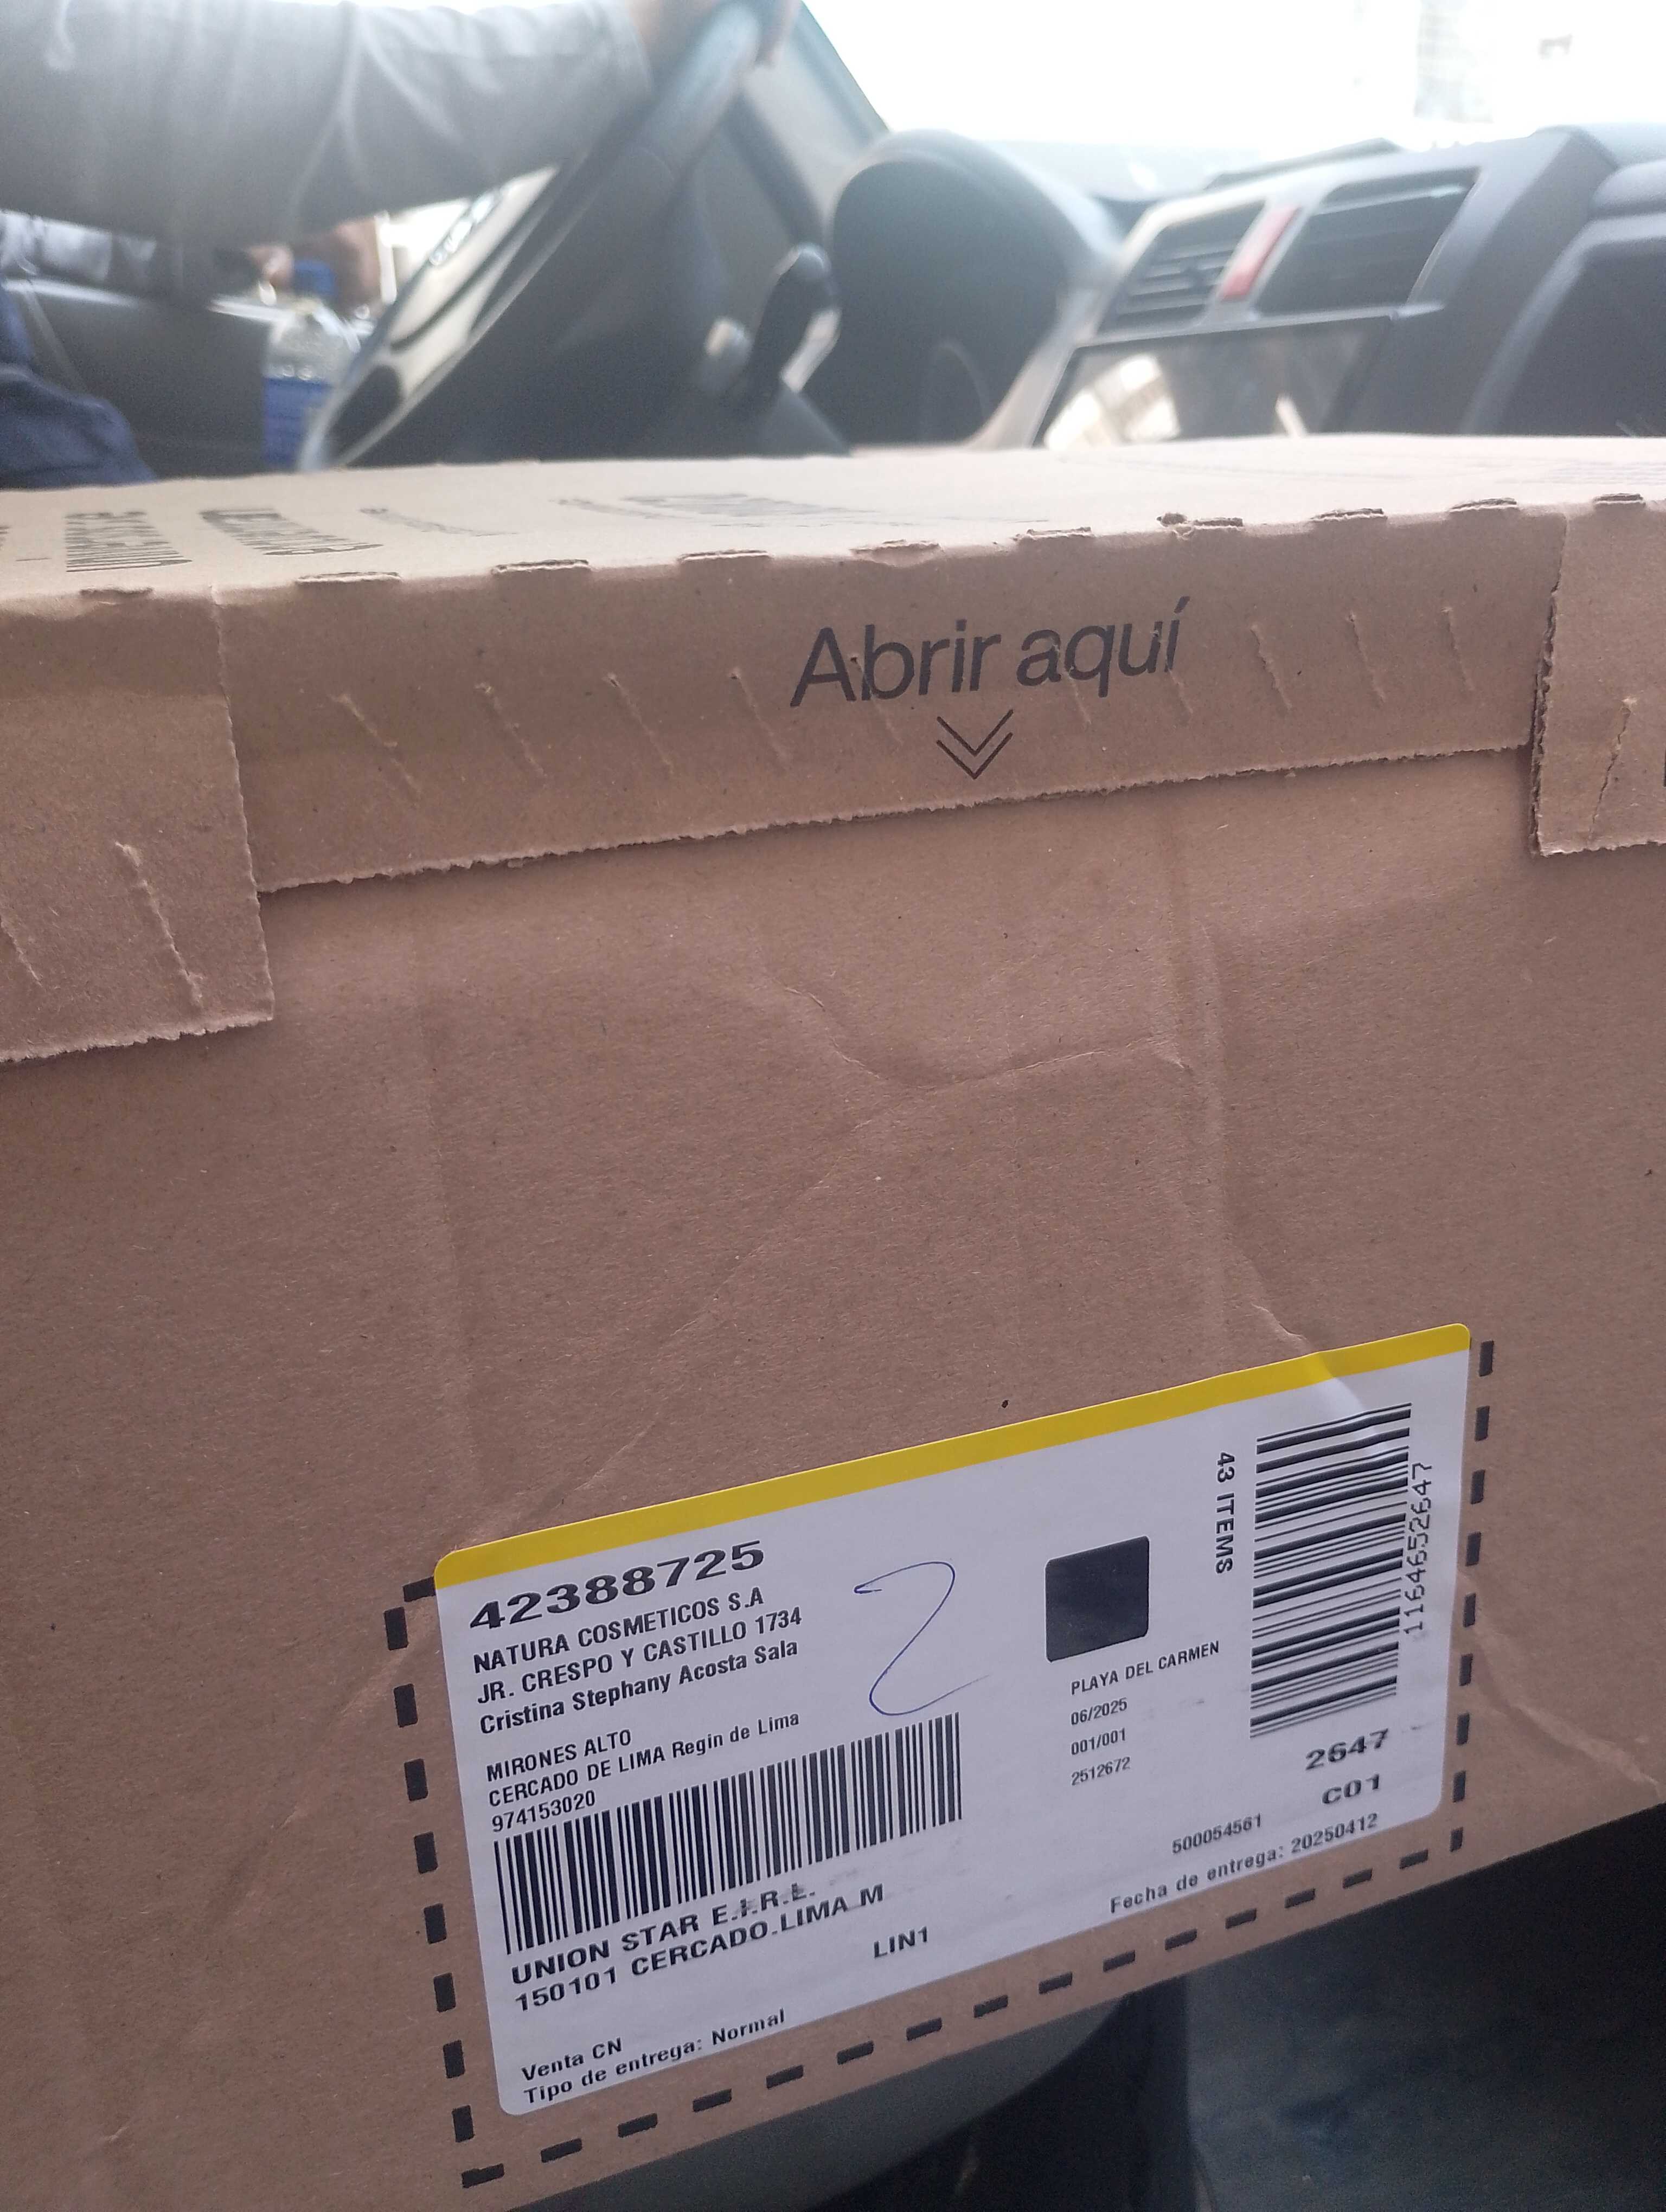 Abrir aquí
42388725
NATURA COSMETICOS S.A
JR. CRESPO Y CASTILLO 1734
Cristina Stephany Acosta Sala
MIRONES ALTO
CERCADO DE LIMA Regin de Lima
974153020
UNION STAR E.I.R.L.
150101 CERCADO.LIMA M
LIN1
Venta CN
Tipo de entrega: Normal
2
PLAYA DEL CARMEN
06/2025
001/001
2512672
43 ITEMS
1164652647
2647
C01
500054561
Fecha de entrega: 20250412